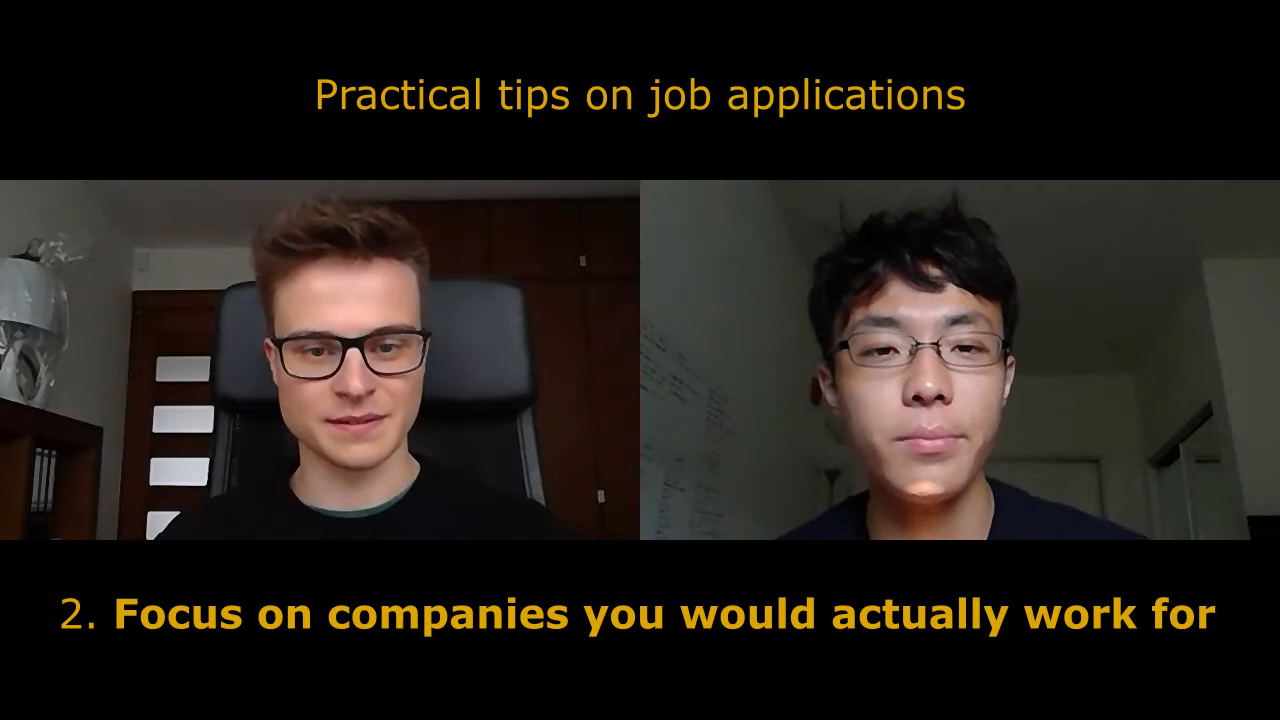 Practical tips on job applications
2. Focus on companies you would actually work for